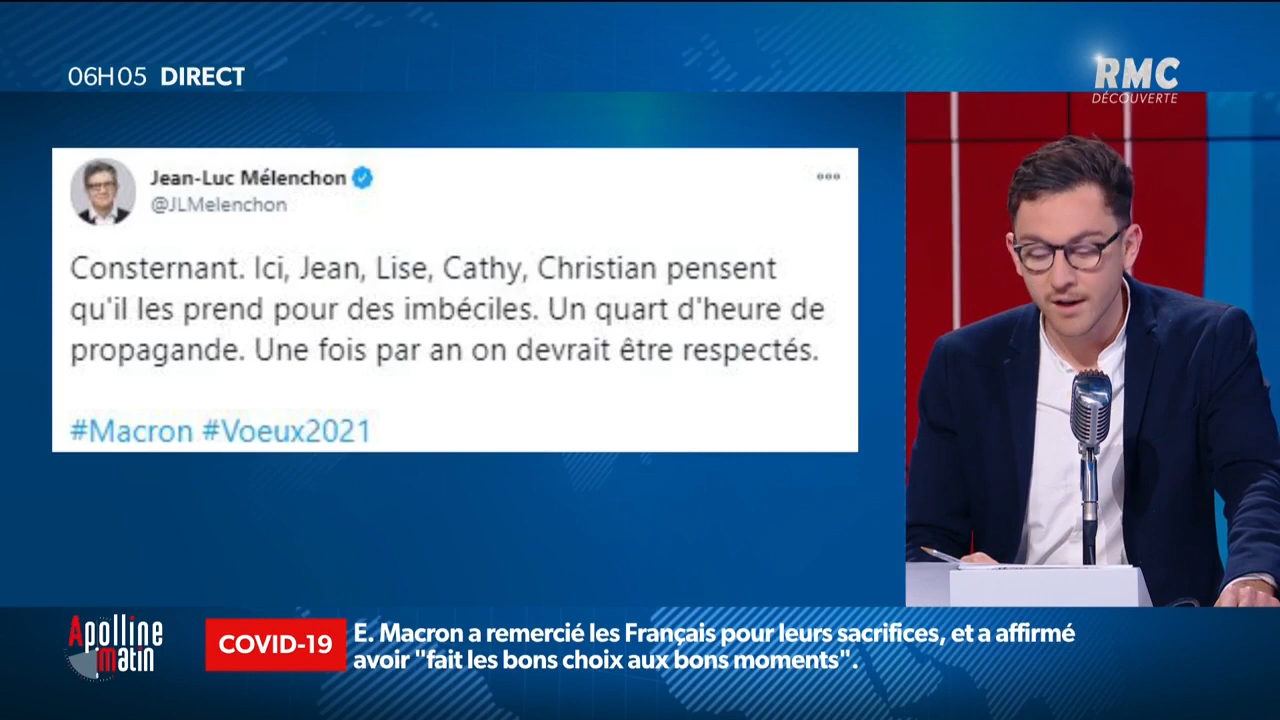 06H05 DIRECT
RMC
DÉCOUVERTE
Jean-Luc Mélenchon
@JLMelenchon
Consternant. Ici, Jean, Lise, Cathy, Christian pensent
qu'il les prend pour des imbéciles. Un quart d'heure de
propagande. Une fois par an on devrait être respectés.
#Macron #Voeux2021
Apolline
Matin
COVID-19
E. Macron a remercié les Français pour leurs sacrifices, et a affirmé
avoir "fait les bons choix aux bons moments".